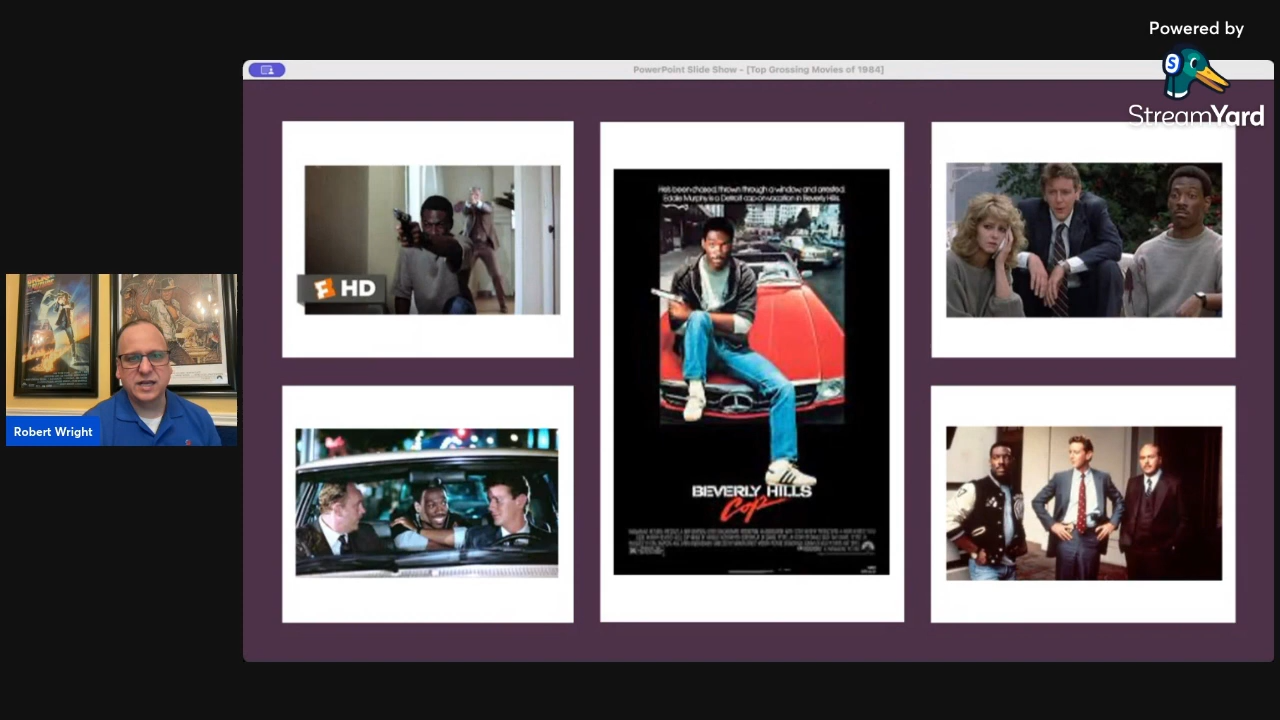 Powered by
StreamYard
PowerPoint Slide Show - [Top Grossing Movies of 1984]
He's been chased, thrown through a window and arrested.
Eddie Murphy is a Detroit cop on vacation in Beverly Hills.
HD
BEVERLY HILLS
Cop
Robert Wright